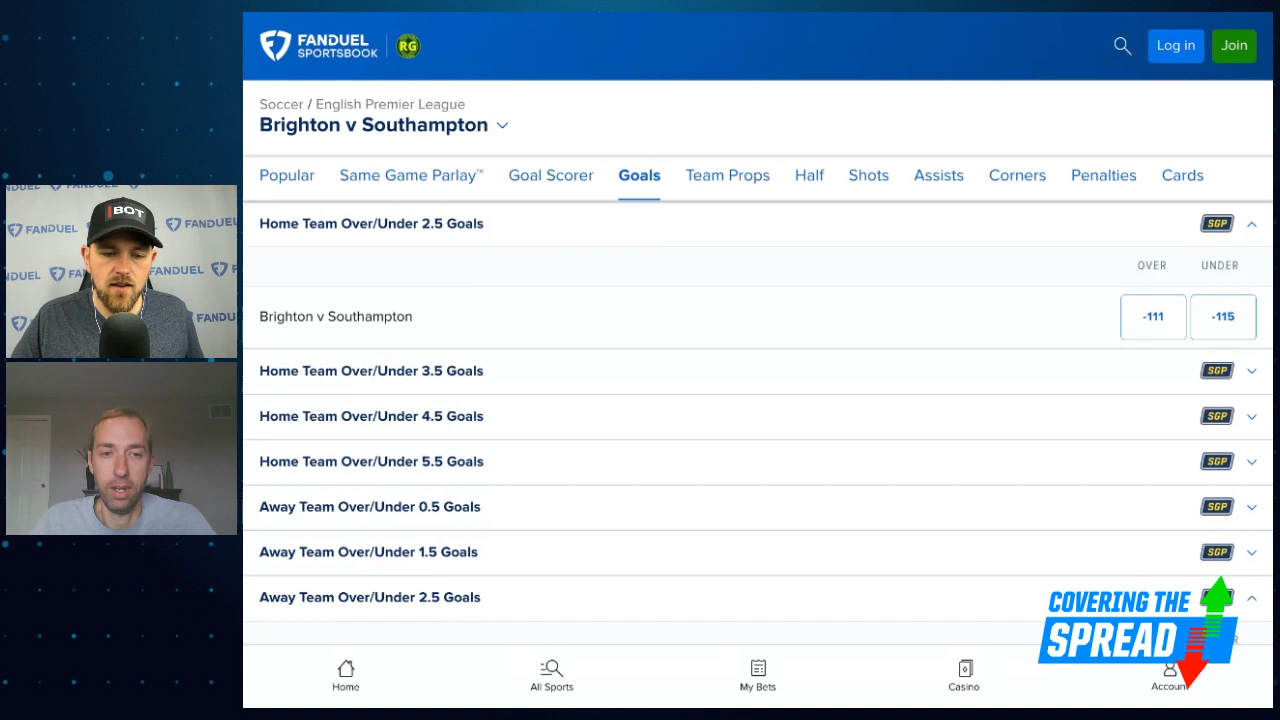 FANDUEL
SPORTSBOOK
RG
Log in
Join
Soccer / English Premier League
Brighton v Southampton
Popular
Same Game Parlay™
Goal Scorer
Goals
Team Props
Half
Shots
Assists
Corners
Penalties
Cards
Home Team Over/Under 2.5 Goals
SGP
OVER
UNDER
Brighton v Southampton
-111
-115
Home Team Over/Under 3.5 Goals
SGP
Home Team Over/Under 4.5 Goals
SGP
Home Team Over/Under 5.5 Goals
SGP
Away Team Over/Under 0.5 Goals
SGP
Away Team Over/Under 1.5 Goals
SGP
Away Team Over/Under 2.5 Goals
COVERING THE
SPREAD
Home
All Sports
My Bets
Casino
Account
BOT
FANDUEL
FANDUEL
FANDUEL